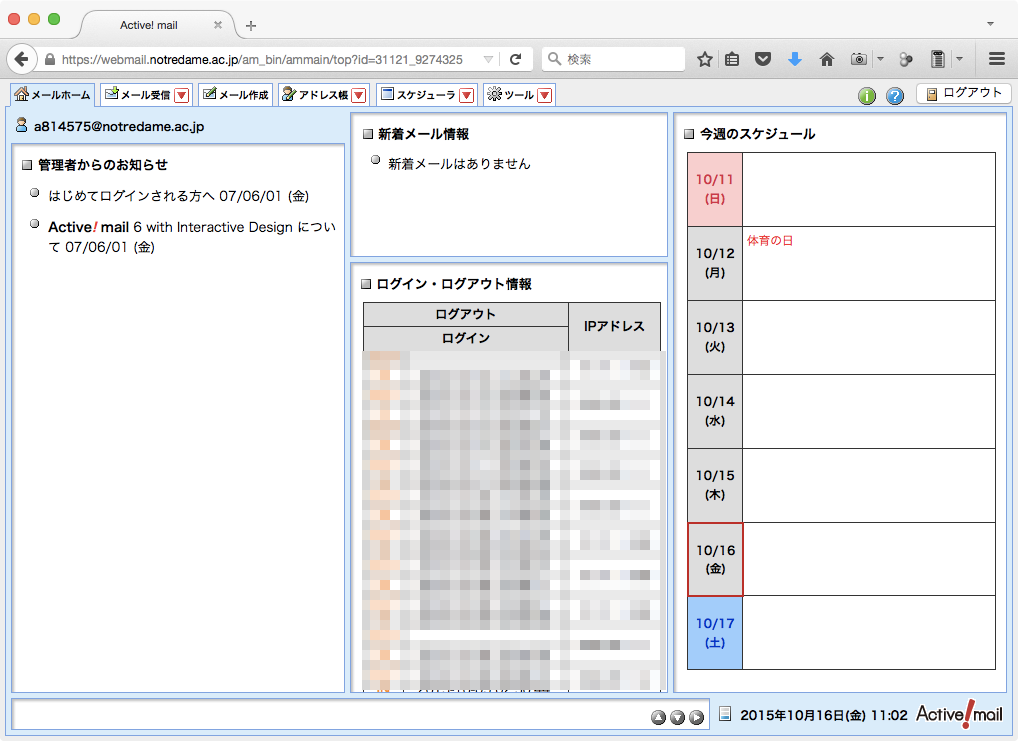 Active! mail
https://webmail.notredame.ac.jp/am_bin/ammain/top?id=31121_9274325
検索
メールホーム
メール受信
メール作成
アドレス帳
スケジューラ
ツール
ログアウト
a814575@notredame.ac.jp
管理者からのお知らせ
はじめてログインされる方へ 07/06/01 (金)
Active! mail 6 with Interactive Design につい
て 07/06/01 (金)
新着メール情報
新着メールはありません
ログイン・ログアウト情報
ログアウト
ログイン
IPアドレス
今週のスケジュール
10/11
(日)
10/12
(月)
体育の日
10/13
(火)
10/14
(水)
10/15
(木)
10/16
(金)
10/17
(土)
2015年10月16日(金) 11:02
Active! mail